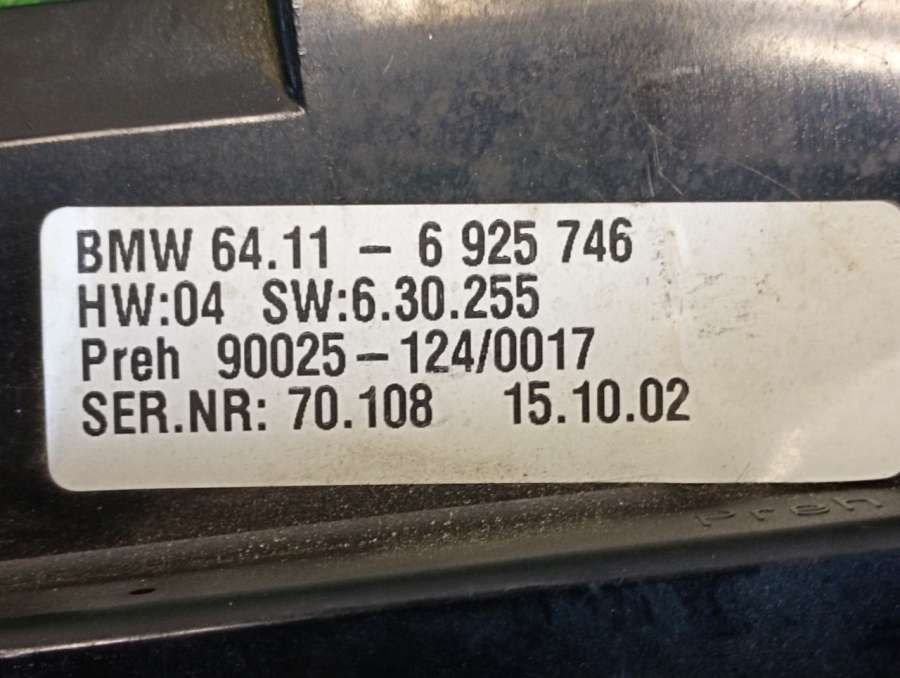 BMW 64.11 - 6 925 746
HW:04 SW:6.30.255
Preh 90025-124/0017
SER.NR: 70.108 15.10.02
preh